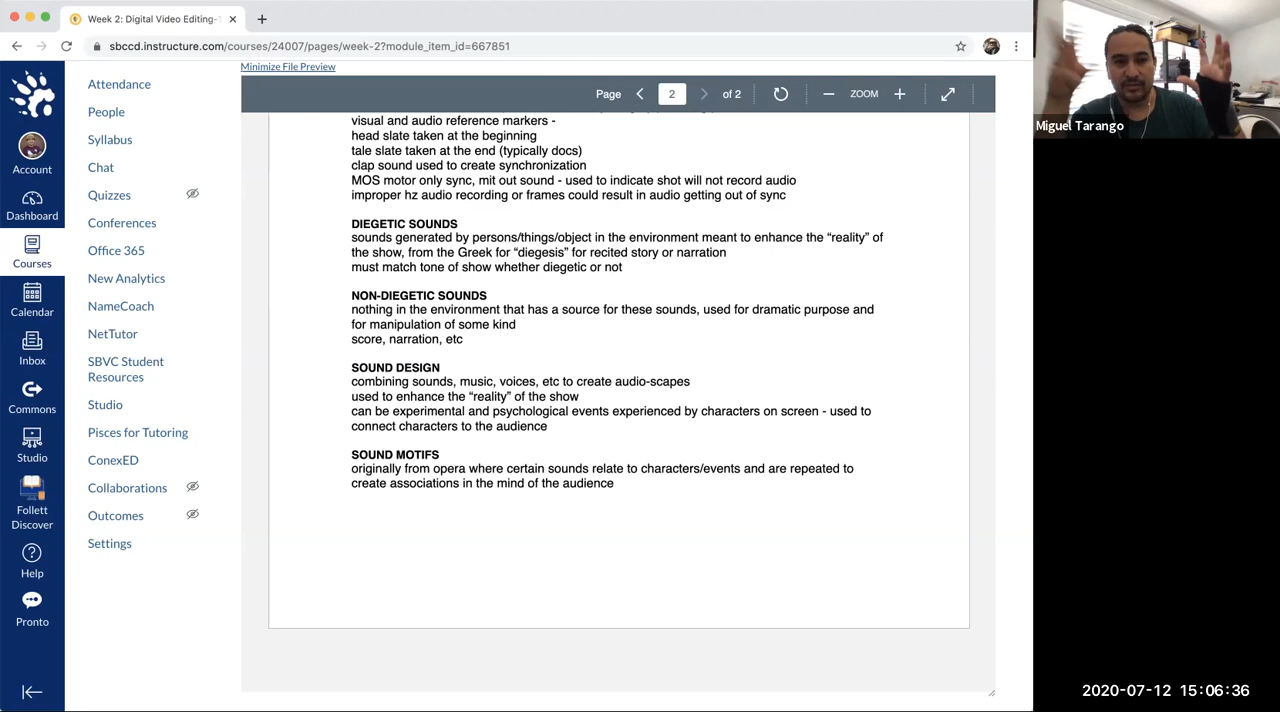 Week 2: Digital Video Editing-
sbccd.instructure.com/courses/24007/pages/week-2?module_item_id=667851
Account
Dashboard
Courses
Calendar
Inbox
Commons
Studio
Follett
Discover
Help
Pronto
Attendance
People
Syllabus
Chat
Quizzes
Conferences
Office 365
New Analytics
NameCoach
NetTutor
SBVC Student
Resources
Studio
Pisces for Tutoring
ConexED
Collaborations
Outcomes
Settings
Minimize File Preview
Page 2 of 2 ZOOM
visual and audio reference markers -
head slate taken at the beginning
tale slate taken at the end (typically docs)
clap sound used to create synchronization
MOS motor only sync, mit out sound - used to indicate shot will not record audio
improper hz audio recording or frames could result in audio getting out of sync
DIEGETIC SOUNDS
sounds generated by persons/things/object in the environment meant to enhance the “reality” of
the show, from the Greek for “diegesis” for recited story or narration
must match tone of show whether diegetic or not
NON-DIEGETIC SOUNDS
nothing in the environment that has a source for these sounds, used for dramatic purpose and
for manipulation of some kind
score, narration, etc
SOUND DESIGN
combining sounds, music, voices, etc to create audio-scapes
used to enhance the “reality” of the show
can be experimental and psychological events experienced by characters on screen - used to
connect characters to the audience
SOUND MOTIFS
originally from opera where certain sounds relate to characters/events and are repeated to
create associations in the mind of the audience
Miguel Tarango
2020-07-12 15:06:36